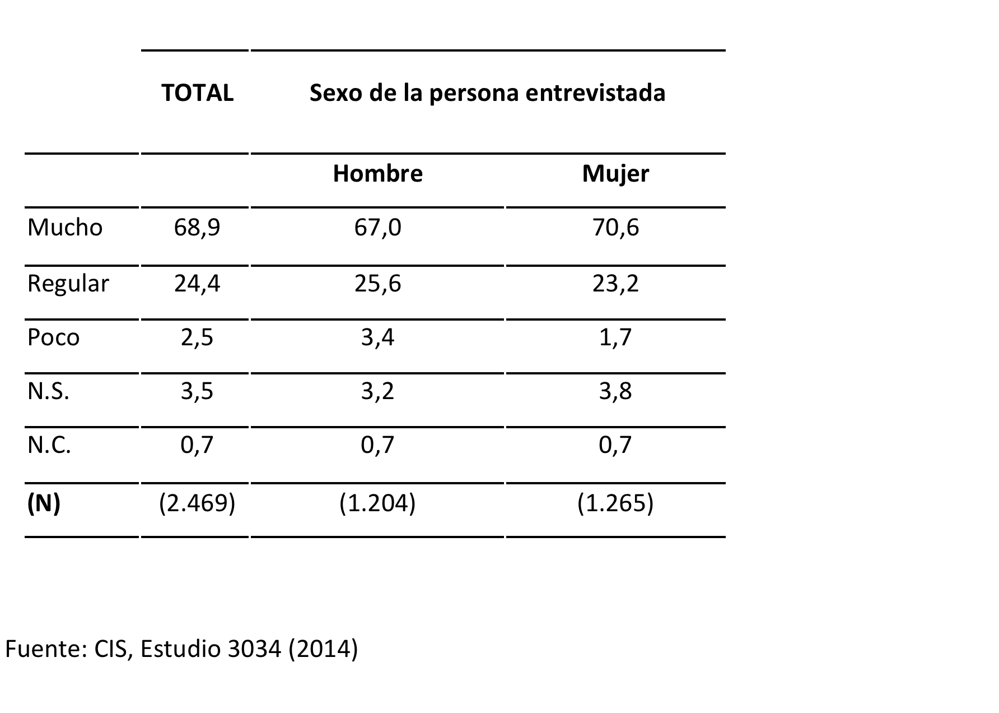 TOTAL Sexo de la persona entrevistada
Hombre Mujer
Mucho 68,9 67,0 70,6
Regular 24,4 25,6 23,2
Poco 2,5 3,4 1,7
N.S. 3,5 3,2 3,8
N.C. 0,7 0,7 0,7
(N) (2.469) (1.204) (1.265)
Fuente: CIS, Estudio 3034 (2014)